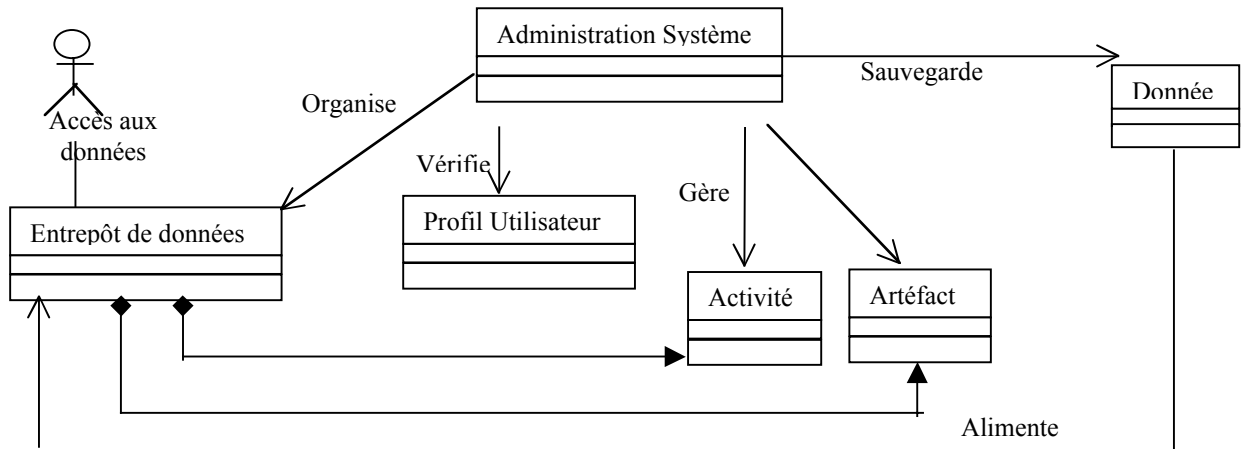 Administration Système
Sauvegarde
Donnée
Organise
Accès aux
données
Vérifie
Gère
Entrepôt de données
Profil Utilisateur
Activité
Artéfact
Alimente